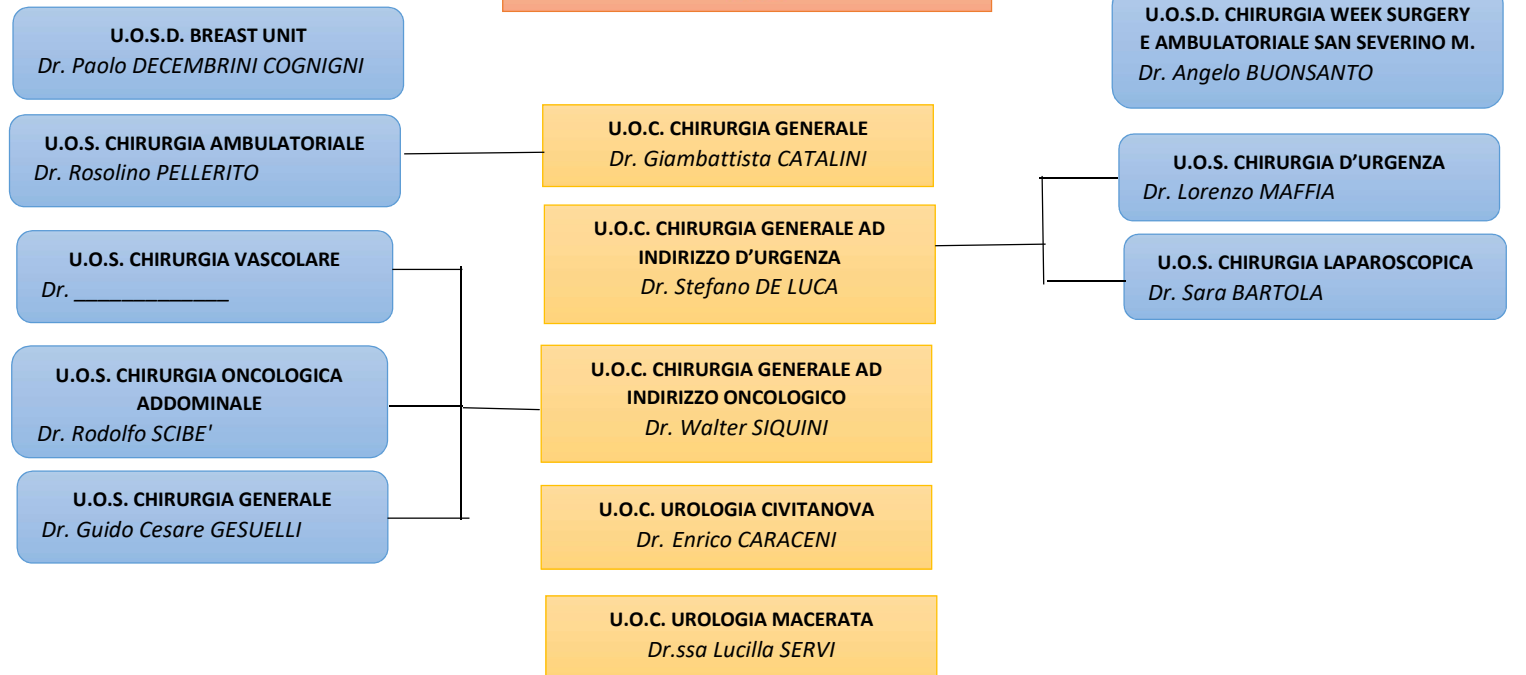 U.O.S.D. BREAST UNIT
Dr. Paolo DECEMBRINI COGNIGNI
U.O.S. CHIRURGIA AMBULATORIALE
Dr. Rosolino PELLERITO
U.O.S. CHIRURGIA VASCOLARE
Dr. _____________
U.O.S. CHIRURGIA ONCOLOGICA
ADDOMINALE
Dr. Rodolfo SCIBE'
U.O.S. CHIRURGIA GENERALE
Dr. Guido Cesare GESUELLI
U.O.C. CHIRURGIA GENERALE
Dr. Giambattista CATALINI
U.O.C. CHIRURGIA GENERALE AD
INDIRIZZO D’URGENZA
Dr. Stefano DE LUCA
U.O.C. CHIRURGIA GENERALE AD
INDIRIZZO ONCOLOGICO
Dr. Walter SIQUINI
U.O.C. UROLOGIA CIVITANOVA
Dr. Enrico CARACENI
U.O.C. UROLOGIA MACERATA
Dr.ssa Lucilla SERVI
U.O.S.D. CHIRURGIA WEEK SURGERY
E AMBULATORIALE SAN SEVERINO M.
Dr. Angelo BUONSANTO
U.O.S. CHIRURGIA D’URGENZA
Dr. Lorenzo MAFFIA
U.O.S. CHIRURGIA LAPAROSCOPICA
Dr. Sara BARTOLA